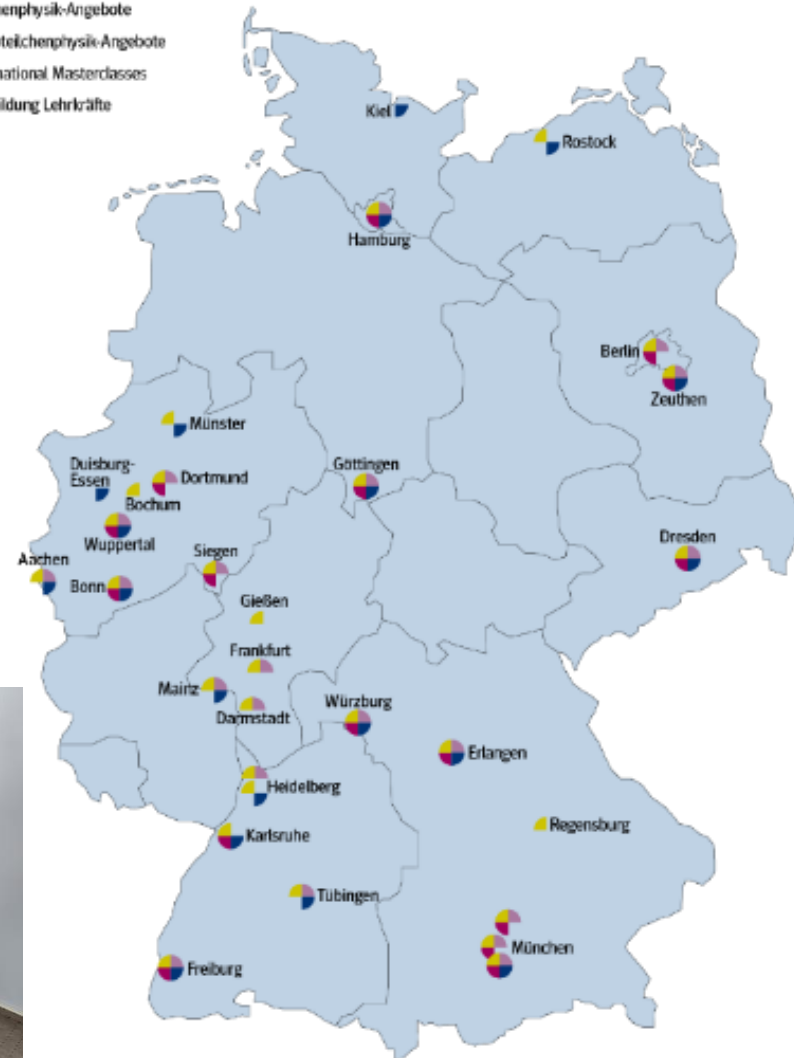 enphysik-Angebote
teilchenphysik-Angebote
national Masterclasses
ildung Lehrkräfte
Kiel
Rostock
Hamburg
Berlin
Zeuthen
Münster
Duisburg-
Essen
Dortmund
Bochum
Göttingen
Wuppertal
Dresden
Siegen
Aachen
Bonn
Gießen
Frankfurt
Mainz
Darmstadt
Würzburg
Erlangen
Heidelberg
Regensburg
Karlsruhe
Tübingen
München
Freiburg